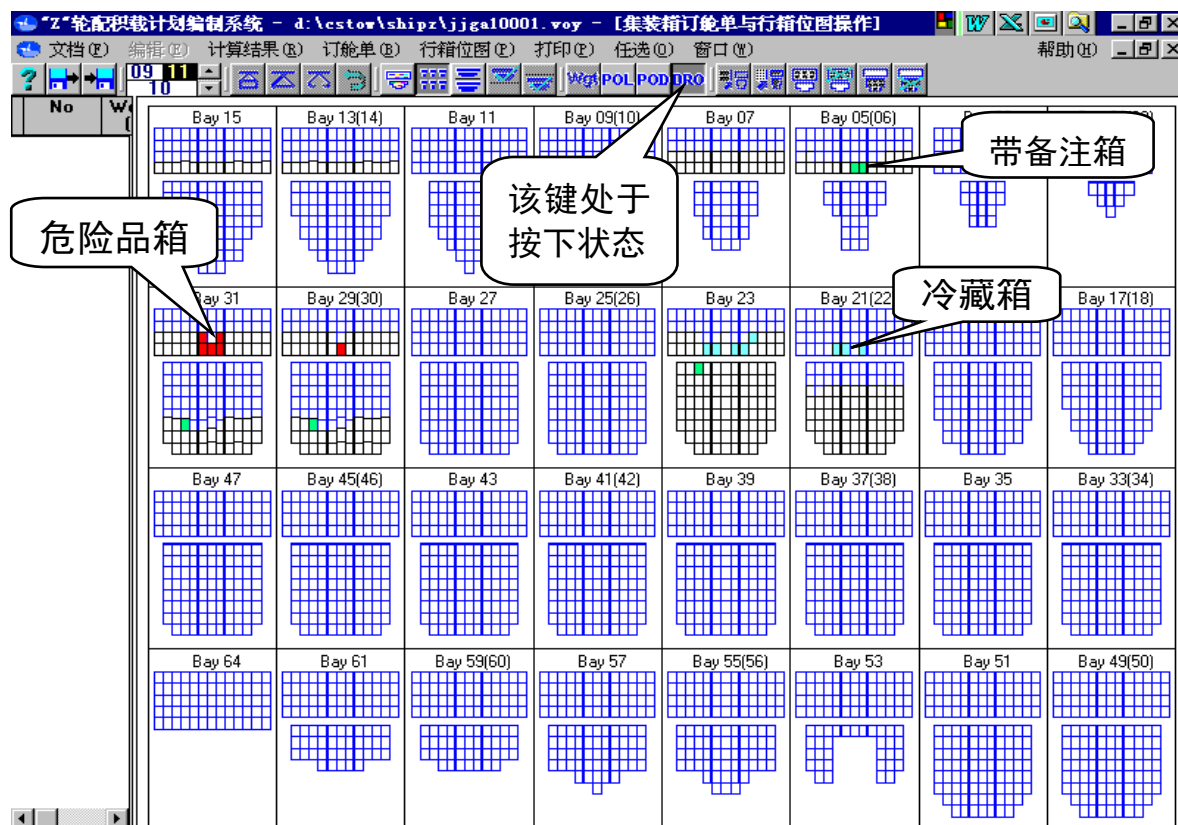 "Z"轮配积载计划编制系统 - d:\cstow\shipz\jjga10001.voy - [集装箱订舱单与行箱位图操作]
文档(F) 编辑(E) 计算结果(R) 订舱单(B) 行箱位图(P) 打印(P) 任选(O) 窗口(W) 帮助(H)
09 11
10
Wgt POL POD DRO
No
Bay 15 Bay 13(14) Bay 11 Bay 09(10) Bay 07 Bay 05(06)
带备注箱
该键处于
按下状态
危险品箱
冷藏箱
Bay 31 Bay 29(30) Bay 27 Bay 25(26) Bay 23 Bay 21(22 Bay 17(18)
Bay 47 Bay 45(46) Bay 43 Bay 41(42) Bay 39 Bay 37(38) Bay 35 Bay 33(34)
Bay 64 Bay 61 Bay 59(60) Bay 57 Bay 55(56) Bay 53 Bay 51 Bay 49(50)